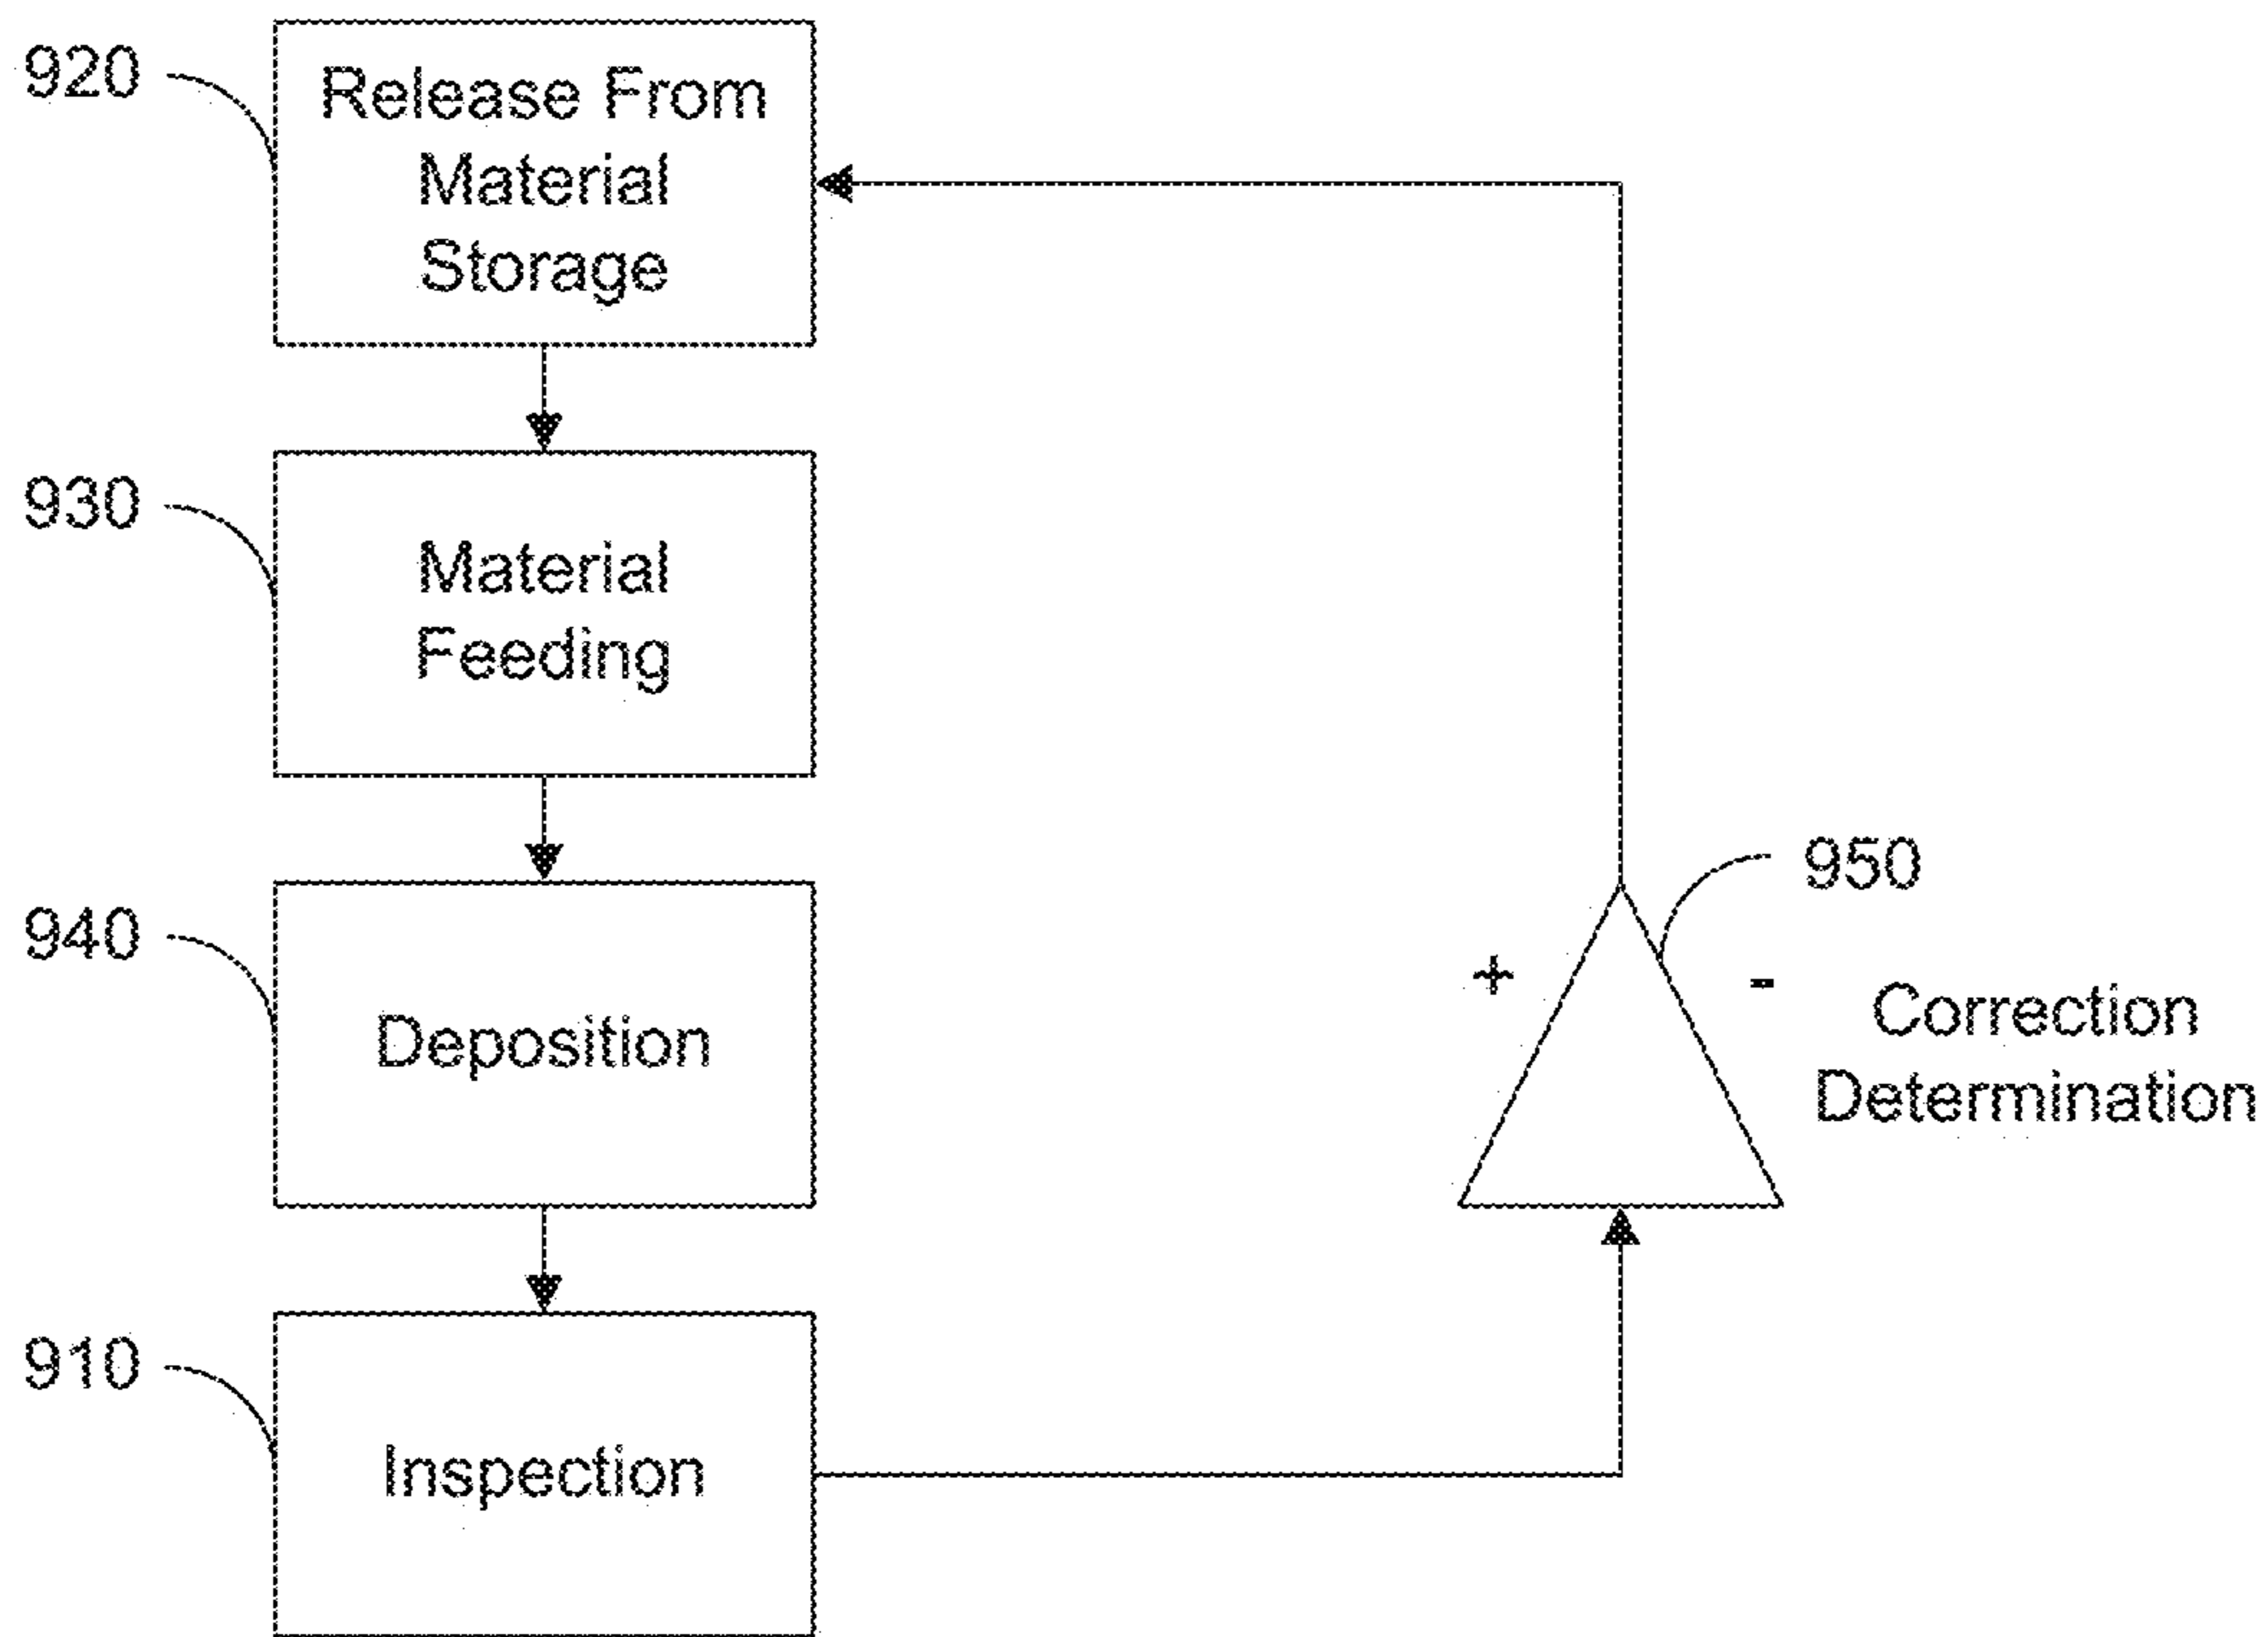 920
Release From
Material
Storage
930
Material
Feeding
940
Deposition
910
Inspection
950
+
-
Correction
Determination